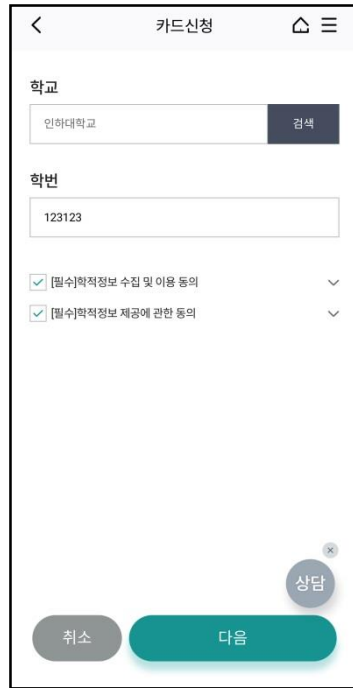 카드신청
학교
인하대학교
검색
학번
123123
[필수]학적정보 수집 및 이용 동의
[필수]학적정보 제공에 관한 동의
상담
취소
다음